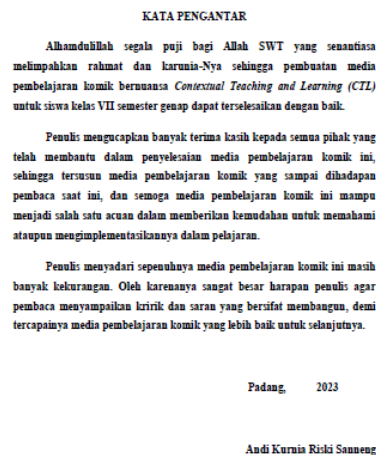 KATA PENGANTAR
Alhamdulillah segala puji bagi Allah SWT yang senantiasa
melimpahkan rahmat dan karunia-Nya sehingga pembuatan media
pembelajaran komik bernuansa Contextual Teaching and Learning (CTL)
untuk siswa kelas VII semester genap dapat terselesaikan dengan baik.
Penulis mengucapkan banyak terima kasih kepada semua pihak yang
telah membantu dalam penyelesaian media pembelajaran komik ini,
sehingga tersusun media pembelajaran komik yang sampai dihadapan
pembaca saat ini, dan semoga media pembelajaran komik ini mampu
menjadi salah satu acuan dalam memberikan kemudahan untuk memahami
ataupun mengimplementasikannya dalam pelajaran.
Penulis menyadari sepenuhnya media pembelajaran komik ini masih
banyak kekurangan. Oleh karenanya sangat besar harapan penulis agar
pembaca menyampaikan kririk dan saran yang bersifat membangun, demi
tercapainya media pembelajaran komik yang lebih baik untuk selanjutnya.
Padang, 2023
Andi Kurnia Riski Sanneng